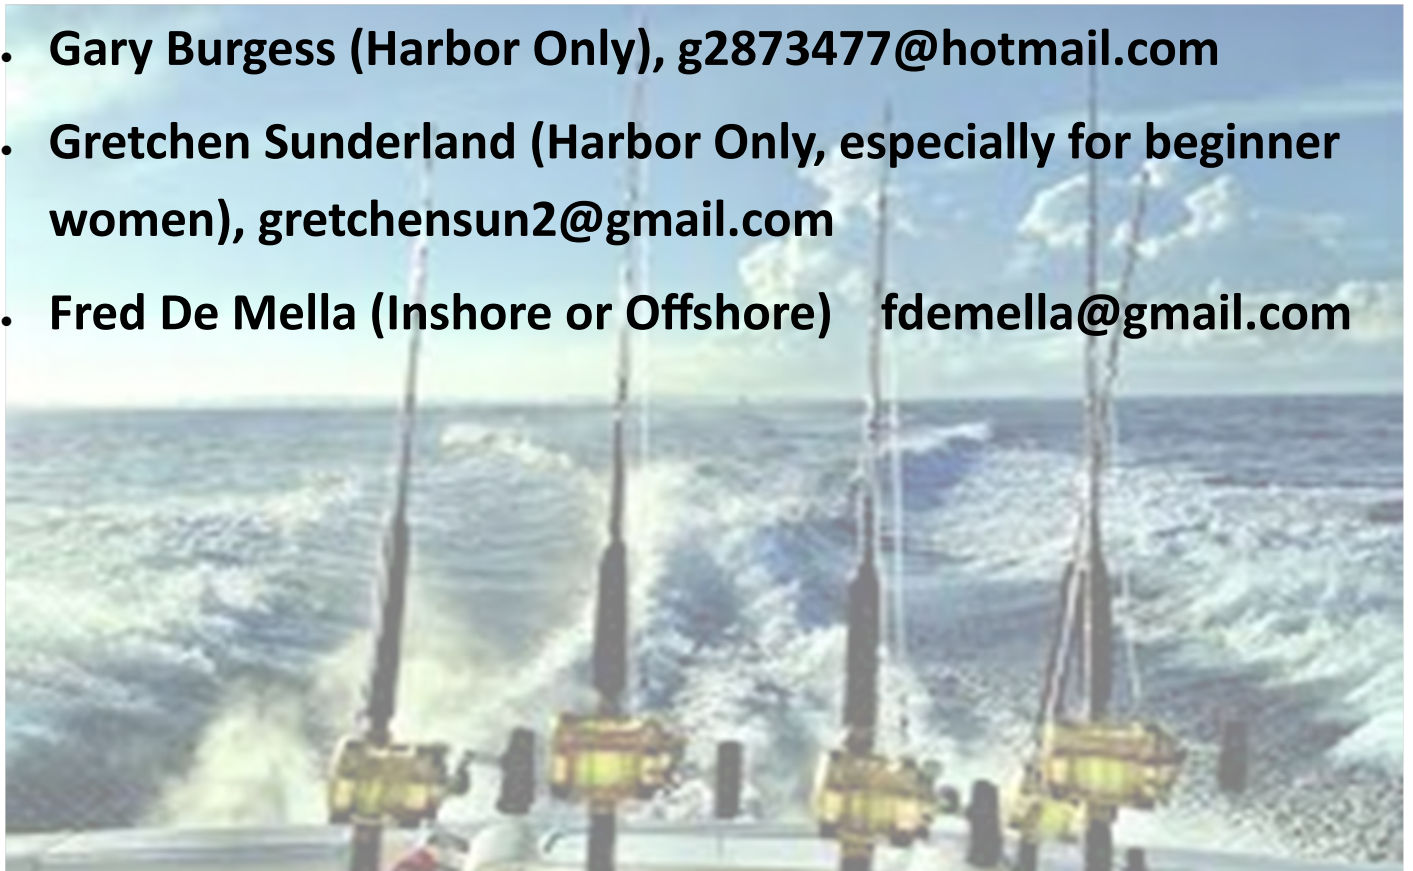 • Gary Burgess (Harbor Only), g2873477@hotmail.com
• Gretchen Sunderland (Harbor Only, especially for beginner
women), gretchensun2@gmail.com
• Fred De Mella (Inshore or Offshore) fdemella@gmail.com